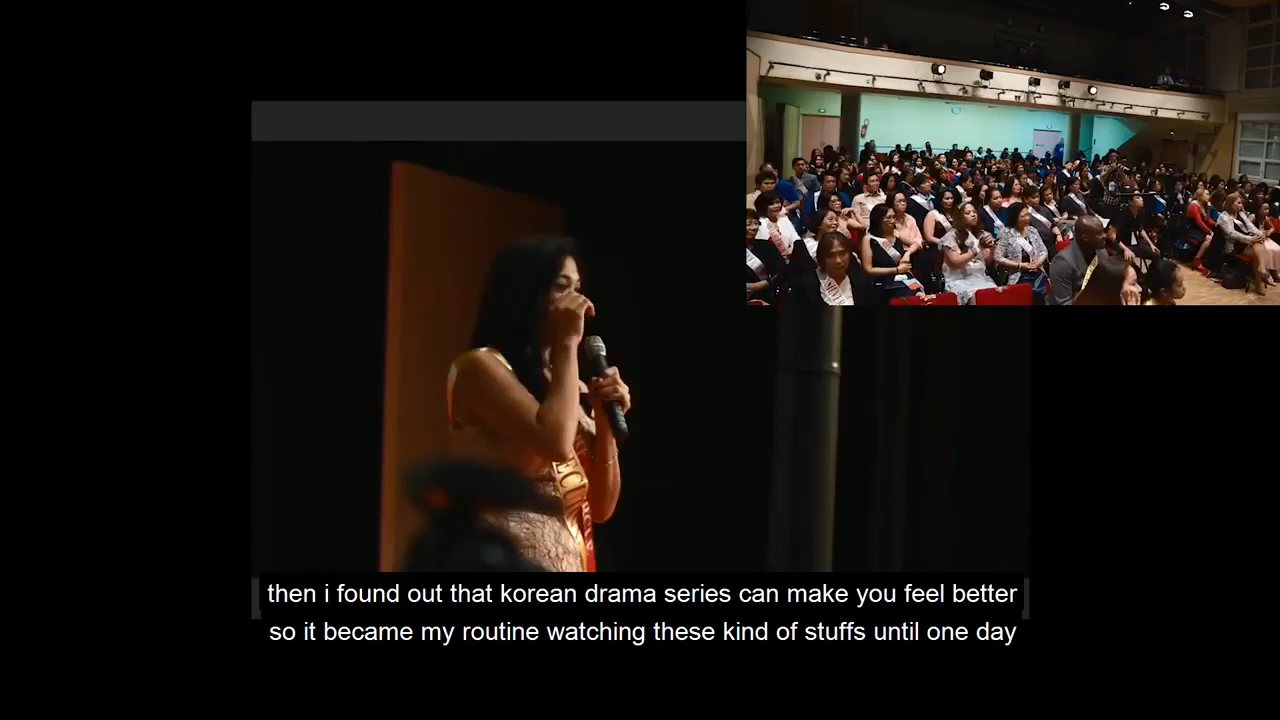 then i found out that korean drama series can make you feel better
so it became my routine watching these kind of stuffs until one day